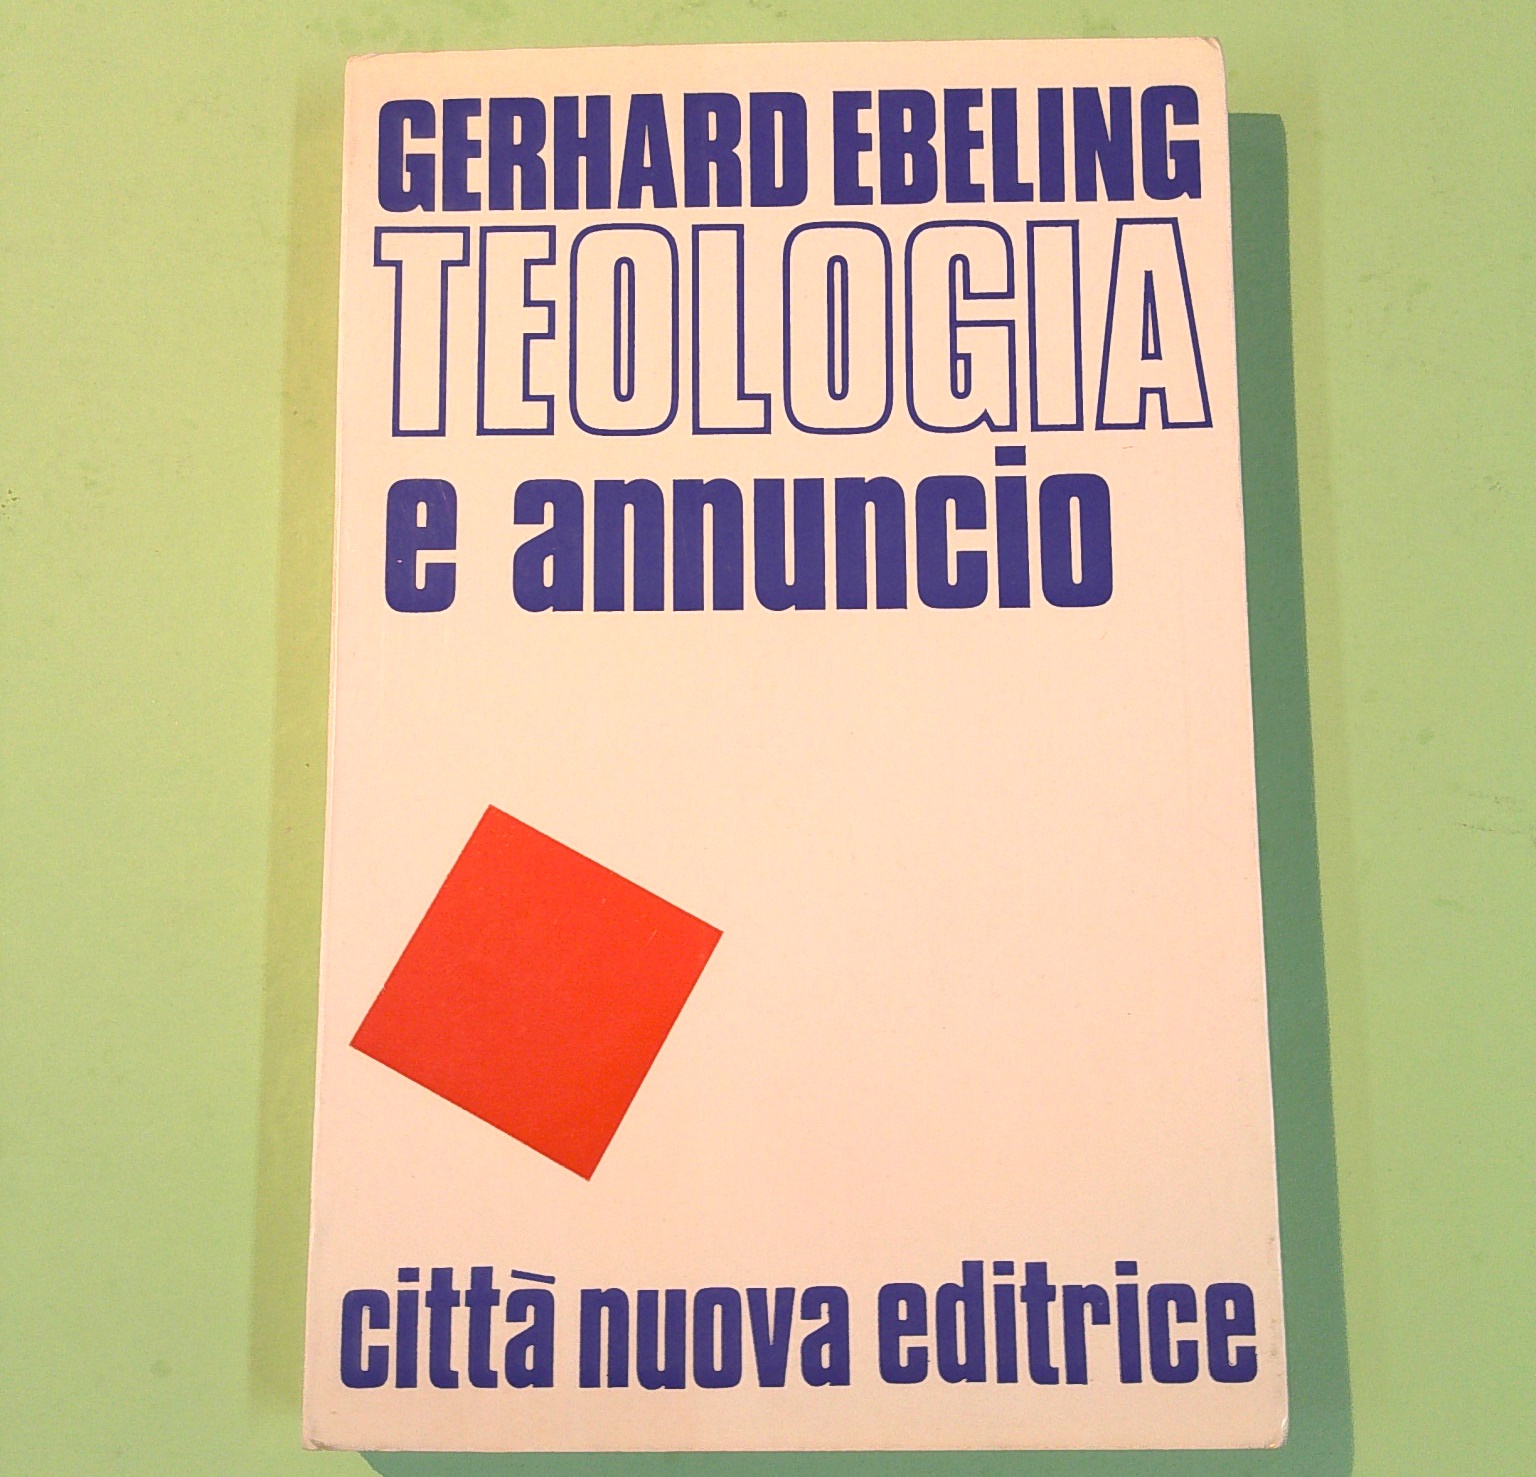 GERHARD EBELING
TEOLOGIA
e annuncio
città nuova editrice